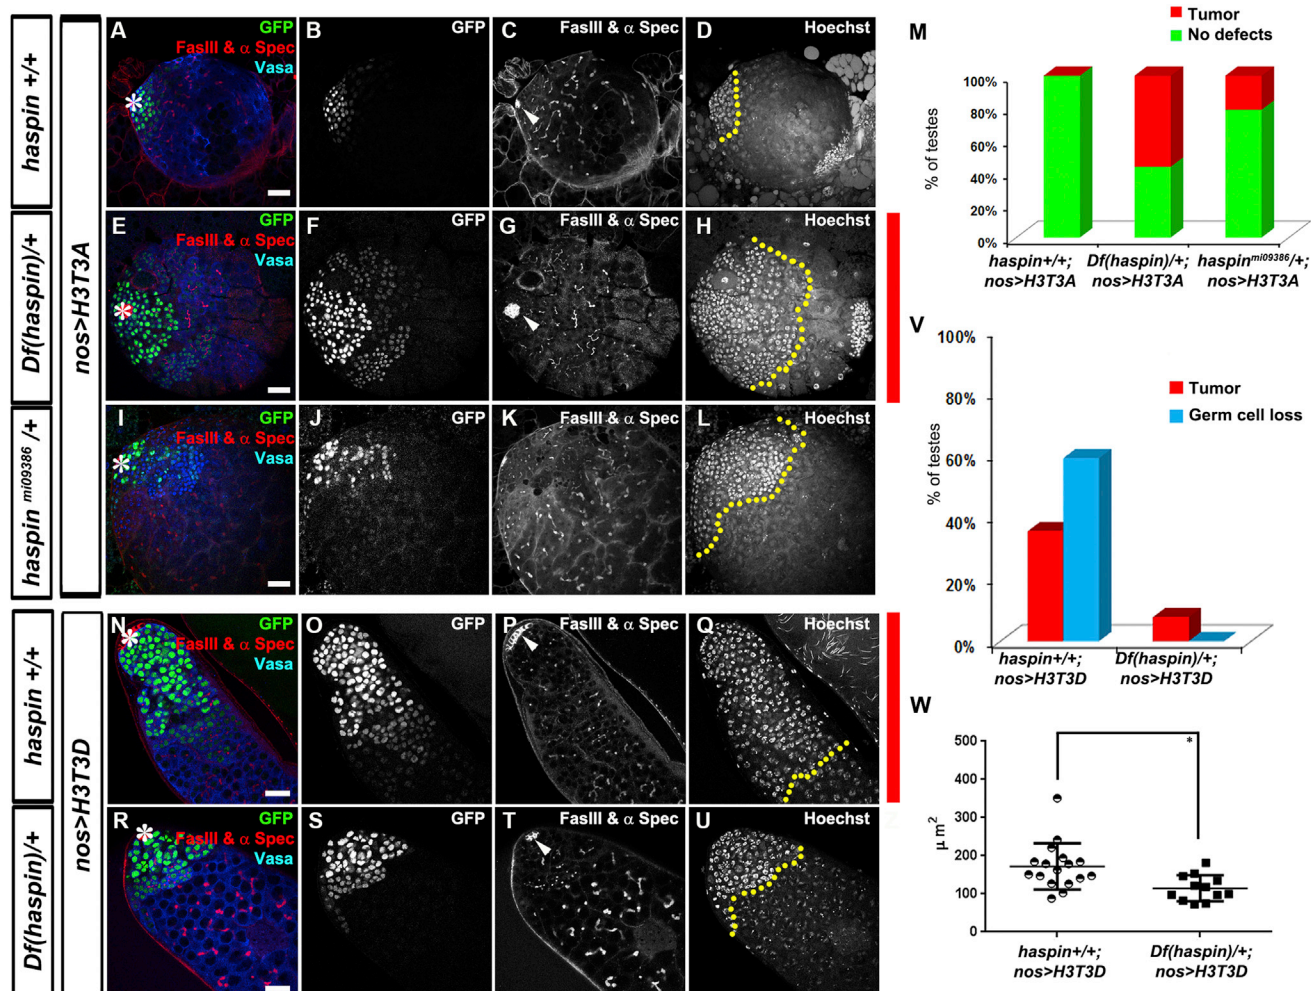 haspin +/+
Df(haspin)/+
haspin mi09386 /+
nos>H3T3A
haspin +/+
Df(haspin)/+
nos>H3T3D
A GFP
FasIII & α Spec
Vasa
B GFP
C FasIII & α Spec
D Hoechst
E GFP
FasIII & α Spec
Vasa
F GFP
G FasIII & α Spec
H Hoechst
I GFP
FasIII & α Spec
Vasa
J GFP
K FasIII & α Spec
L Hoechst
N GFP
FasIII & α Spec
Vasa
O GFP
P FasIII & α Spec
Q Hoechst
R GFP
FasIII & α Spec
Vasa
S GFP
T FasIII & α Spec
U Hoechst
M
Tumor
No defects
% of testes
100%
80%
60%
40%
20%
0%
haspin+/+;
nos>H3T3A
Df(haspin)/+;
nos>H3T3A
haspinmi09386/+;
nos>H3T3A
V
Tumor
Germ cell loss
% of testes
100%
80%
60%
40%
20%
0%
haspin+/+;
nos>H3T3D
Df(haspin)/+;
nos>H3T3D
W
μ m2
500
400
300
200
100
0
*
haspin+/+;
nos>H3T3D
Df(haspin)/+;
nos>H3T3D